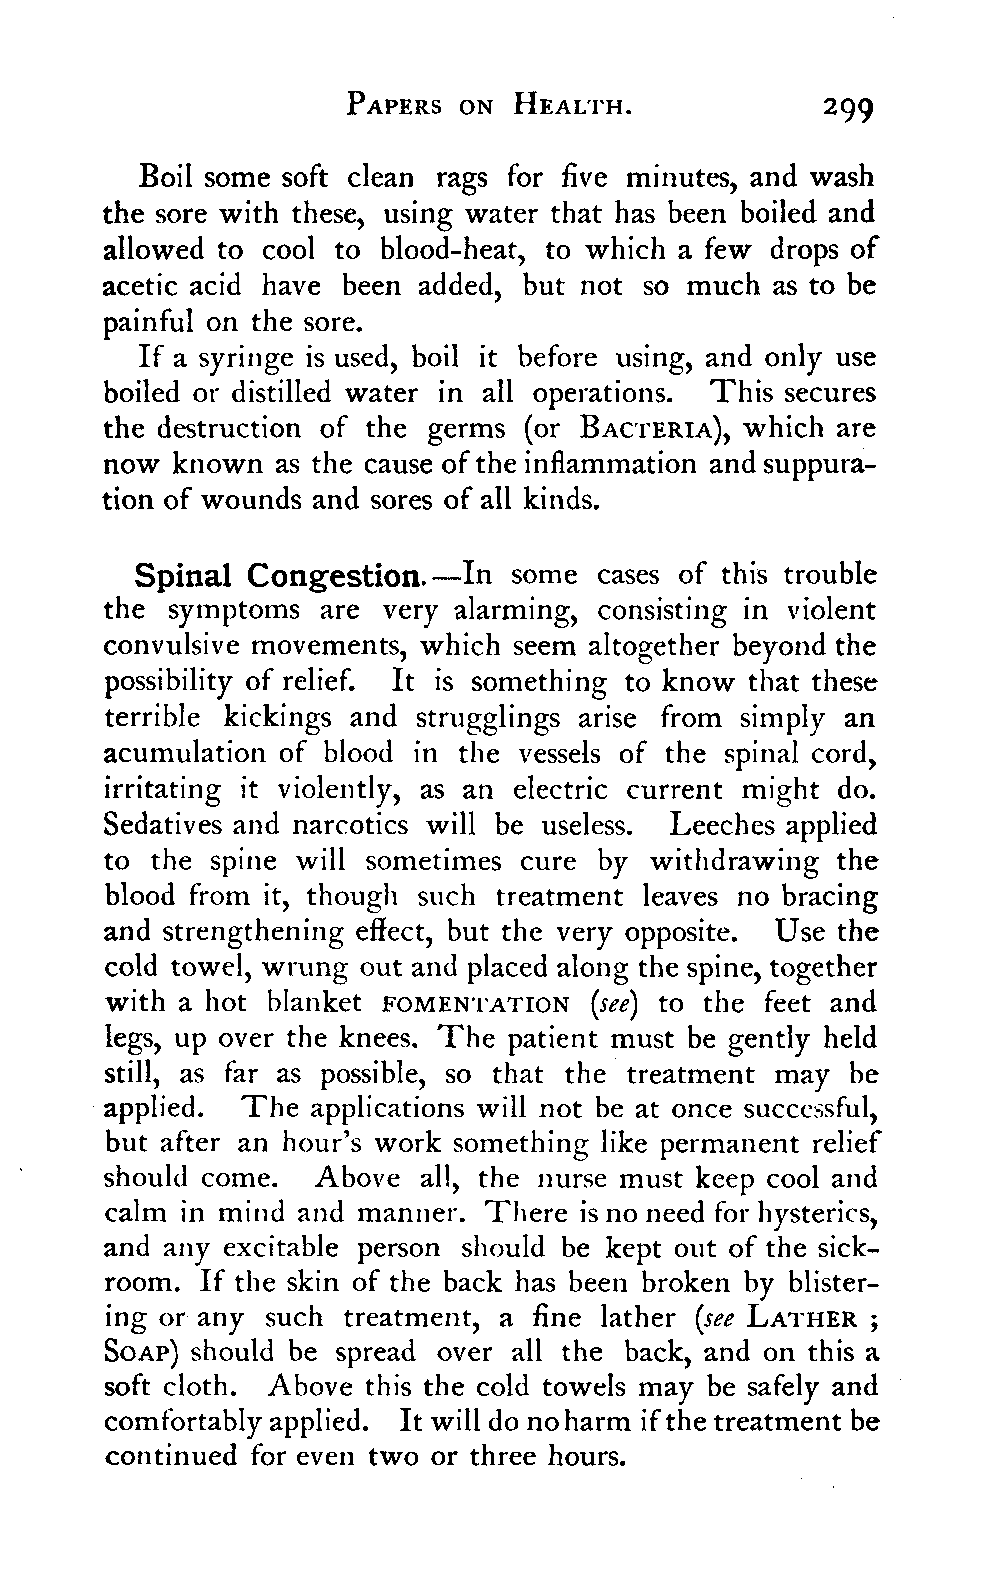 Papers on Health. 299
Boil some soft clean rags for five minutes, and wash
the sore with these, using water that has been boiled and
allowed to cool to blood-heat, to which a few drops of
acetic acid have been added, but not so much as to be
painful on the sore.
If a syringe is used, boil it before using, and only use
boiled or distilled water in all operations. This secures
the destruction of the germs (or Bacteria), which are
now known as the cause of the inflammation and suppura-
tion of wounds and sores of all kinds.
Spinal Congestion.—In some cases of this trouble
the symptoms are very alarming, consisting in violent
convulsive movements, which seem altogether beyond the
possibility of relief. It is something to know that these
terrible kickings and strugglings arise from simply an
acumulation of blood in the vessels of the spinal cord,
irritating it violently, as an electric current might do.
Sedatives and narcotics will be useless. Leeches applied
to the spine will sometimes cure by withdrawing the
blood from it, though such treatment leaves no bracing
and strengthening effect, but the very opposite. Use the
cold towel, wrung out and placed along the spine, together
with a hot blanket fomentation (see) to the feet and
legs, up over the knees. The patient must be gently held
still, as far as possible, so that the treatment may be
applied. The applications will not be at once successful,
but after an hour's work something like permanent relief
should come. Above all, the nurse must keep cool and
calm in mind and manner. There is no need for hysterics,
and any excitable person should be kept out of the sick-
room. If the skin of the back has been broken by blister-
ing or any such treatment, a fine lather (see Lather ;
Soap) should be spread over all the back, and on this a
soft cloth. Above this the cold towels may be safely and
comfortably applied. It will do no harm if the treatment be
continued for even two or three hours.